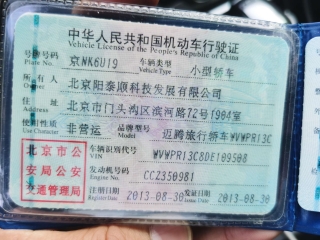 中华人民共和国机动车行驶证
Vehicle License of the People's Republic of China
号牌号码 京NK6U19 车辆类型 小型轿车
Plate No. Vehicle Type
所有人 北京阳泰顺科技发展有限公司
Owner
住址 北京市门头沟区滨河路72号1904室
Address
使用性质 非营运 品牌型号 迈腾旅行轿车WVWPR13C
Use Character Model
北京市公安局公安交通管理局
车辆识别代号 WVWPR13C8DE109508
VIN
发动机号码 CCZ350981
Engine No.
注册日期 2013-08-30 发证日期 2013-08-30
Register Date Issue Date